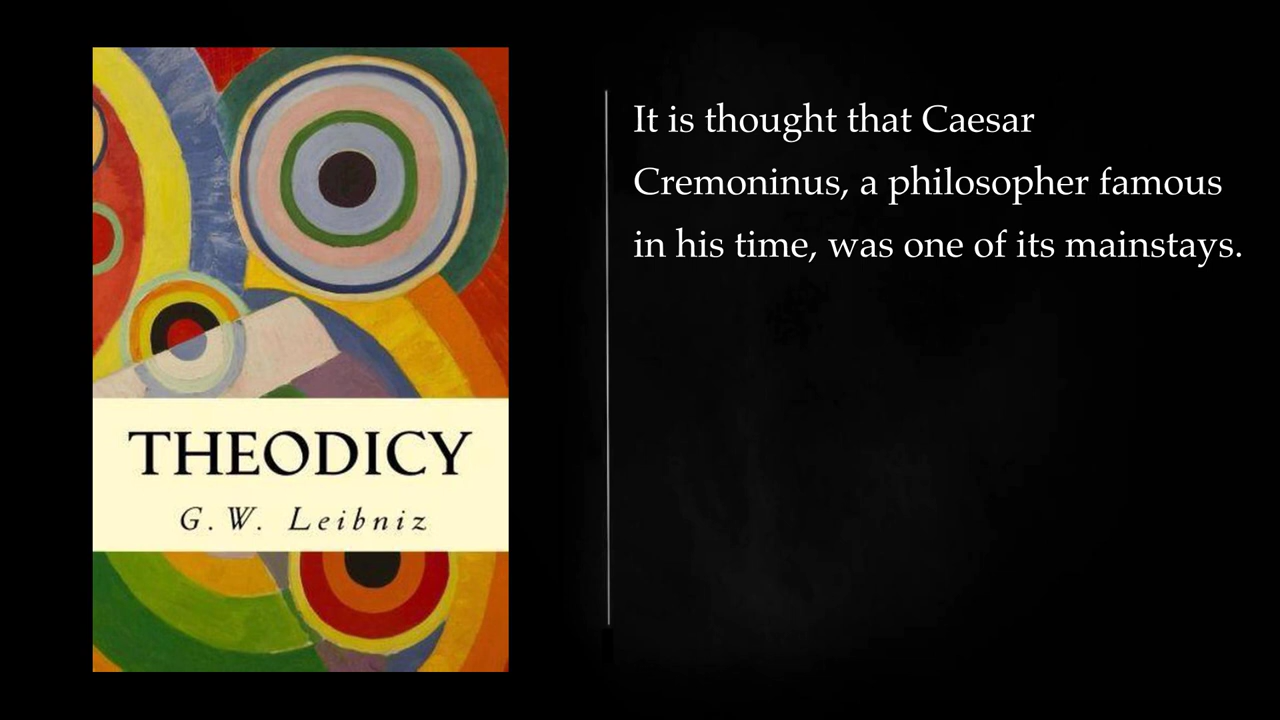 THEODICY
G.W. Leibniz
It is thought that Caesar
Cremoninus, a philosopher famous
in his time, was one of its mainstays.